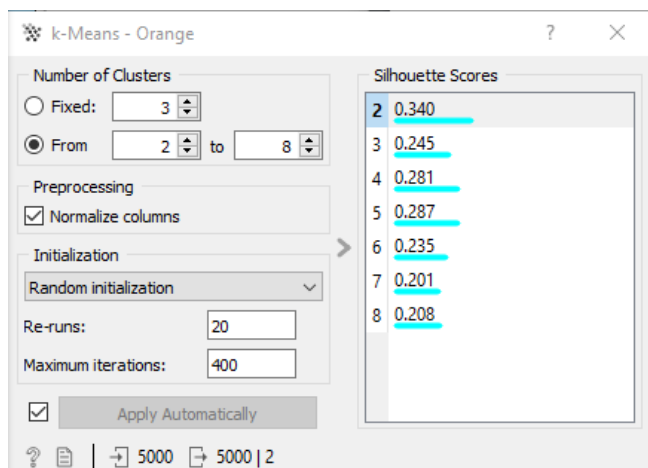 k-Means - Orange
Number of Clusters
Fixed: 3
From 2 to 8
Preprocessing
Normalize columns
Initialization
Random initialization
Re-runs: 20
Maximum iterations: 400
Apply Automatically
? 5000 5000 | 2
Silhouette Scores
2 0.340
3 0.245
4 0.281
5 0.287
6 0.235
7 0.201
8 0.208